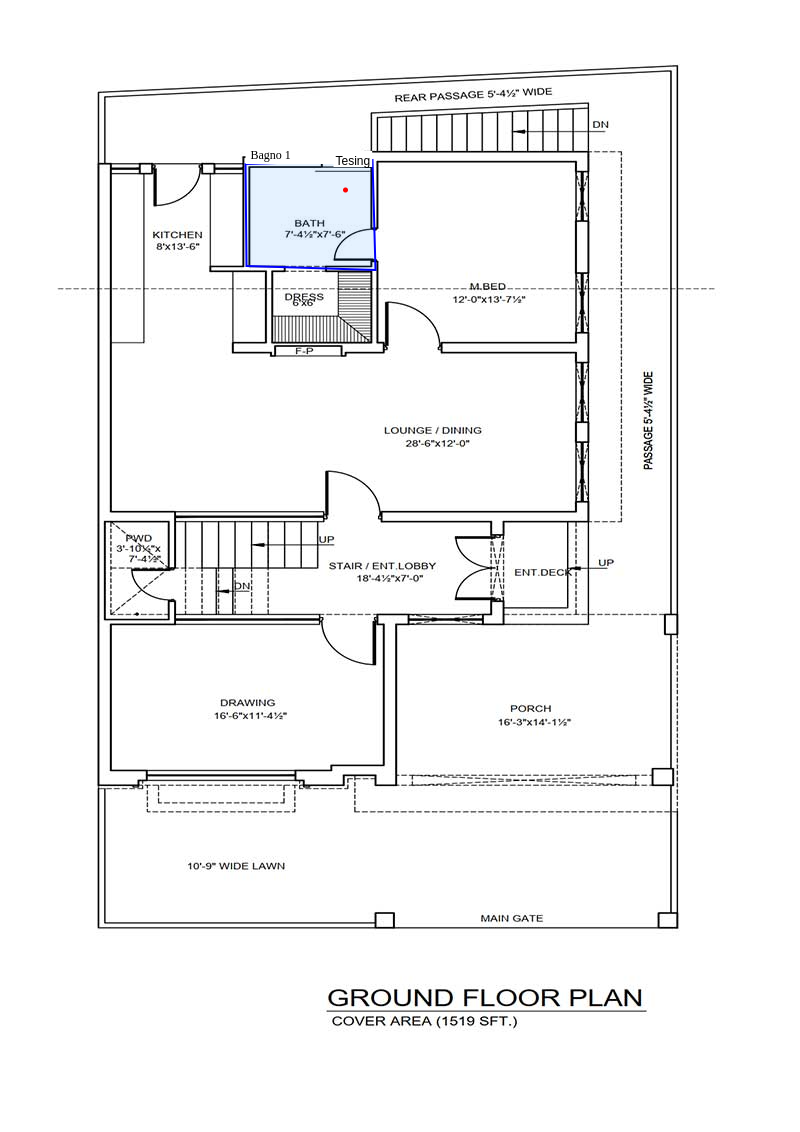 REAR PASSAGE 5'-4½" WIDE
DN
Bagno 1
Tesing
BATH
7'-4½"x7'-6"
KITCHEN
8'x13'-6"
M.BED
12'-0"x13'-7½"
DRESS
6'x6'
F-P
PASSAGE 5'-4½" WIDE
LOUNGE / DINING
28'-6"x12'-0"
PWD
3'-10½"x
7'-4½"
UP
DN
STAIR / ENT.LOBBY
18'-4½"x7'-0"
ENT.DECK
UP
DRAWING
16'-6"x11'-4½"
PORCH
16'-3"x14'-1½"
10'-9" WIDE LAWN
MAIN GATE
GROUND FLOOR PLAN
COVER AREA (1519 SFT.)